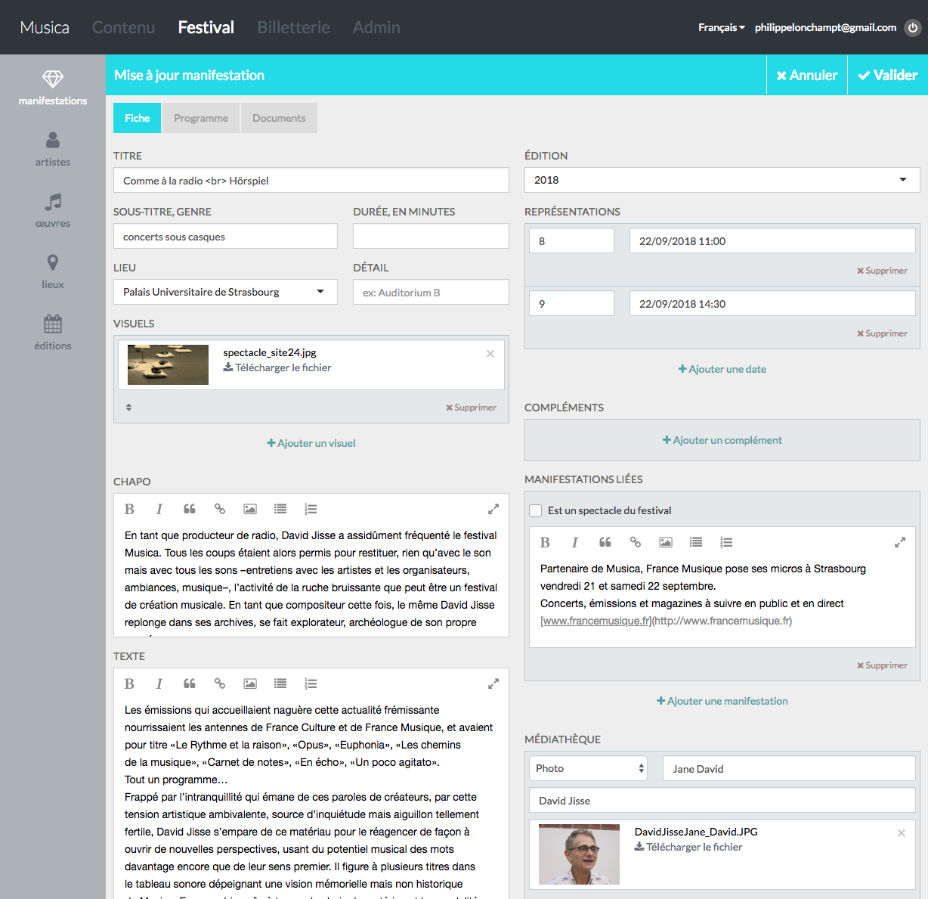 Musica Contenu Festival Billetterie Admin
Français philippelonchampt@gmail.com
manifestations
artistes
œuvres
lieux
éditions
Mise à jour manifestation
Annuler
Valider
Fiche Programme Documents
TITRE
Comme à la radio <br> Hörspiel
SOUS-TITRE, GENRE
concerts sous casques
DURÉE, EN MINUTES
LIEU
Palais Universitaire de Strasbourg
DÉTAIL
ex: Auditorium B
VISUELS
spectacle_site24.jpg
Télécharger le fichier
Supprimer
Ajouter un visuel
CHAPO
En tant que producteur de radio, David Jisse a assidûment fréquenté le festival
Musica. Tous les coups étaient alors permis pour restituer, rien qu'avec le son
mais avec tous les sons –entretiens avec les artistes et les organisateurs,
ambiances, musique–, l'activité de la ruche bruissante que peut être un festival
de création musicale. En tant que compositeur cette fois, le même David Jisse
replonge dans ses archives, se fait explorateur, archéologue de son propre
TEXTE
Les émissions qui accueillaient naguère cette actualité frémissante
nourrissaient les antennes de France Culture et de France Musique, et avaient
pour titre «Le Rythme et la raison», «Opus», «Euphonia», «Les chemins
de la musique», «Carnet de notes», «En écho», «Un poco agitato».
Tout un programme…
Frappé par l'intranquillité qui émane de ces paroles de créateurs, par cette
tension artistique ambivalente, source d'inquiétude mais aiguillon tellement
fertile, David Jisse s'empare de ce matériau pour le réagencer de façon à
ouvrir de nouvelles perspectives, usant du potentiel musical des mots
davantage encore que de leur sens premier. Il figure à plusieurs titres dans
le tableau sonore dépeignant une vision mémorielle mais non historique
ÉDITION
2018
REPRÉSENTATIONS
8 22/09/2018 11:00
Supprimer
9 22/09/2018 14:30
Supprimer
Ajouter une date
COMPLÉMENTS
Ajouter un complément
MANIFESTATIONS LIÉES
Est un spectacle du festival
Partenaire de Musica, France Musique pose ses micros à Strasbourg
vendredi 21 et samedi 22 septembre.
Concerts, émissions et magazines à suivre en public et en direct
[www.francemusique.fr](http://www.francemusique.fr)
Supprimer
Ajouter une manifestation
MÉDIATHÈQUE
Photo Jane David
David Jisse
DavidJisseJane_David.JPG
Télécharger le fichier